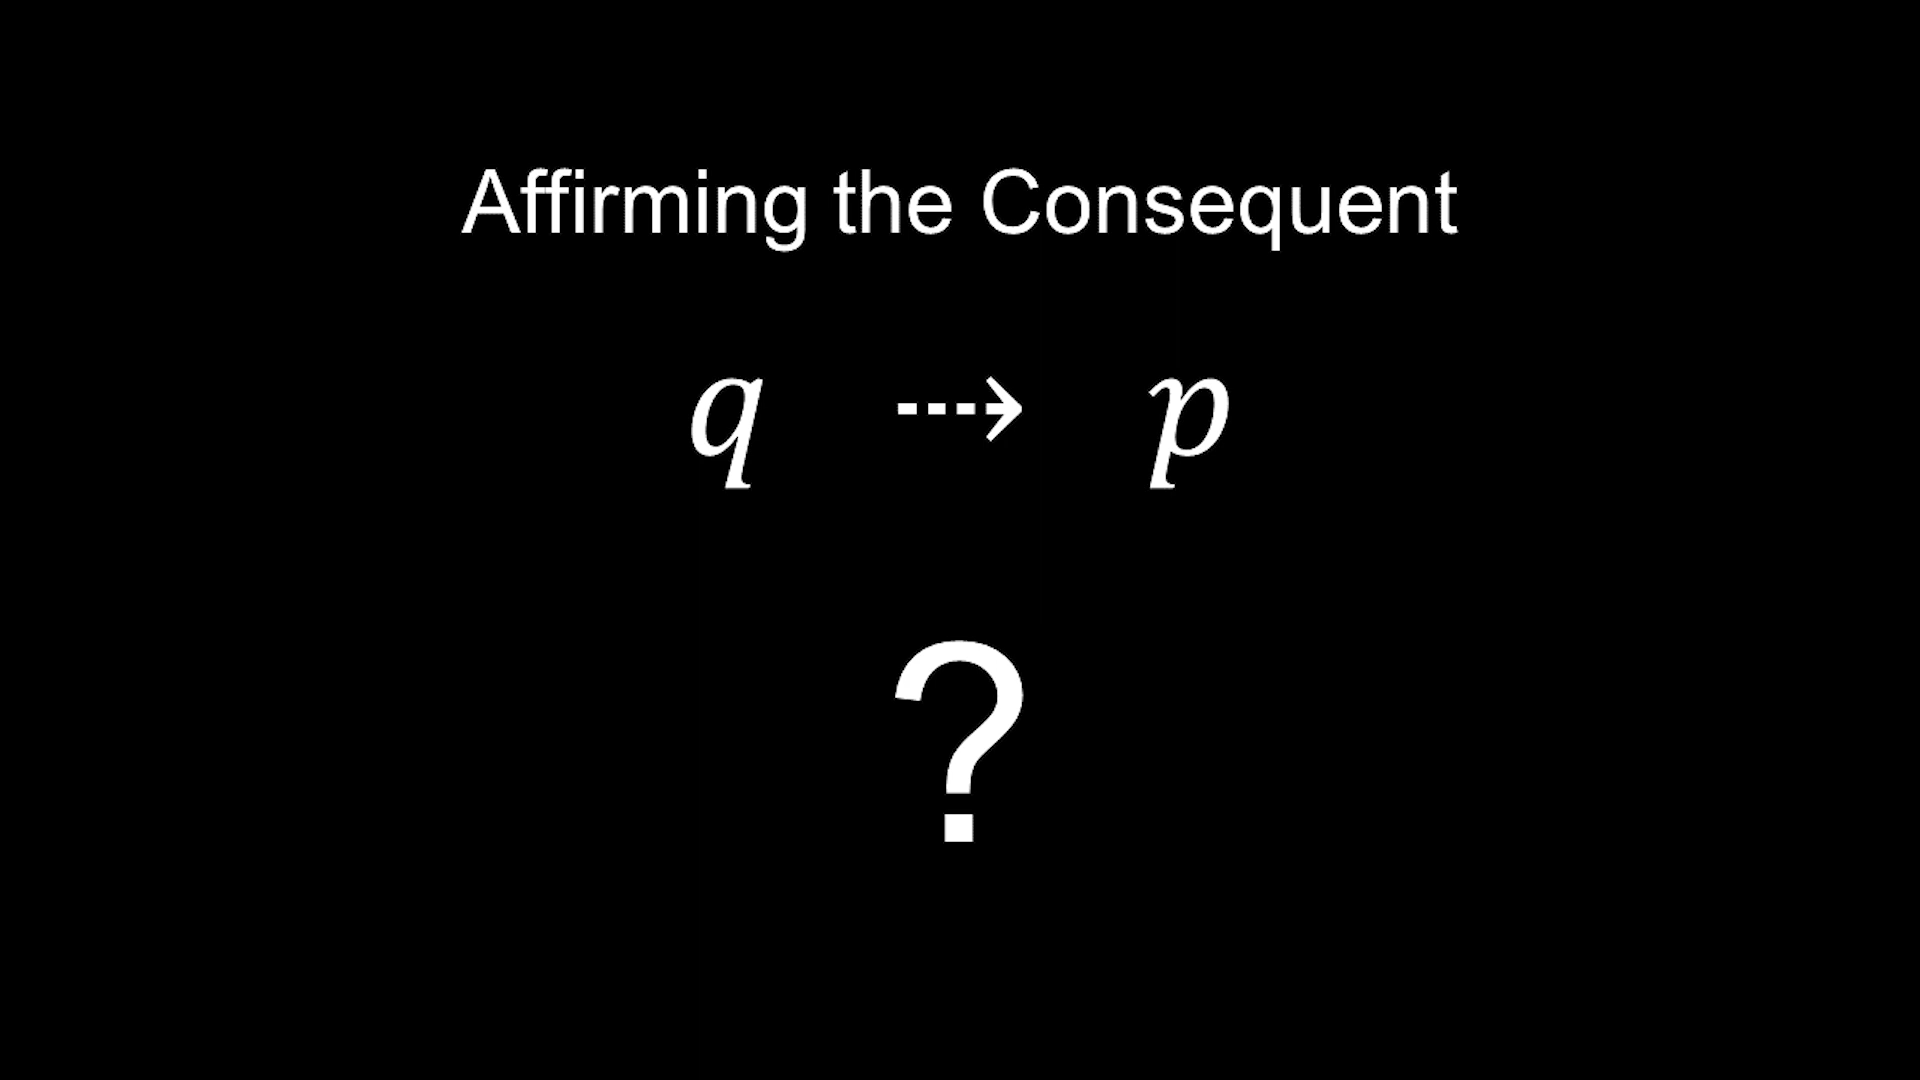 Affirming the Consequent
q ⇢ p
?